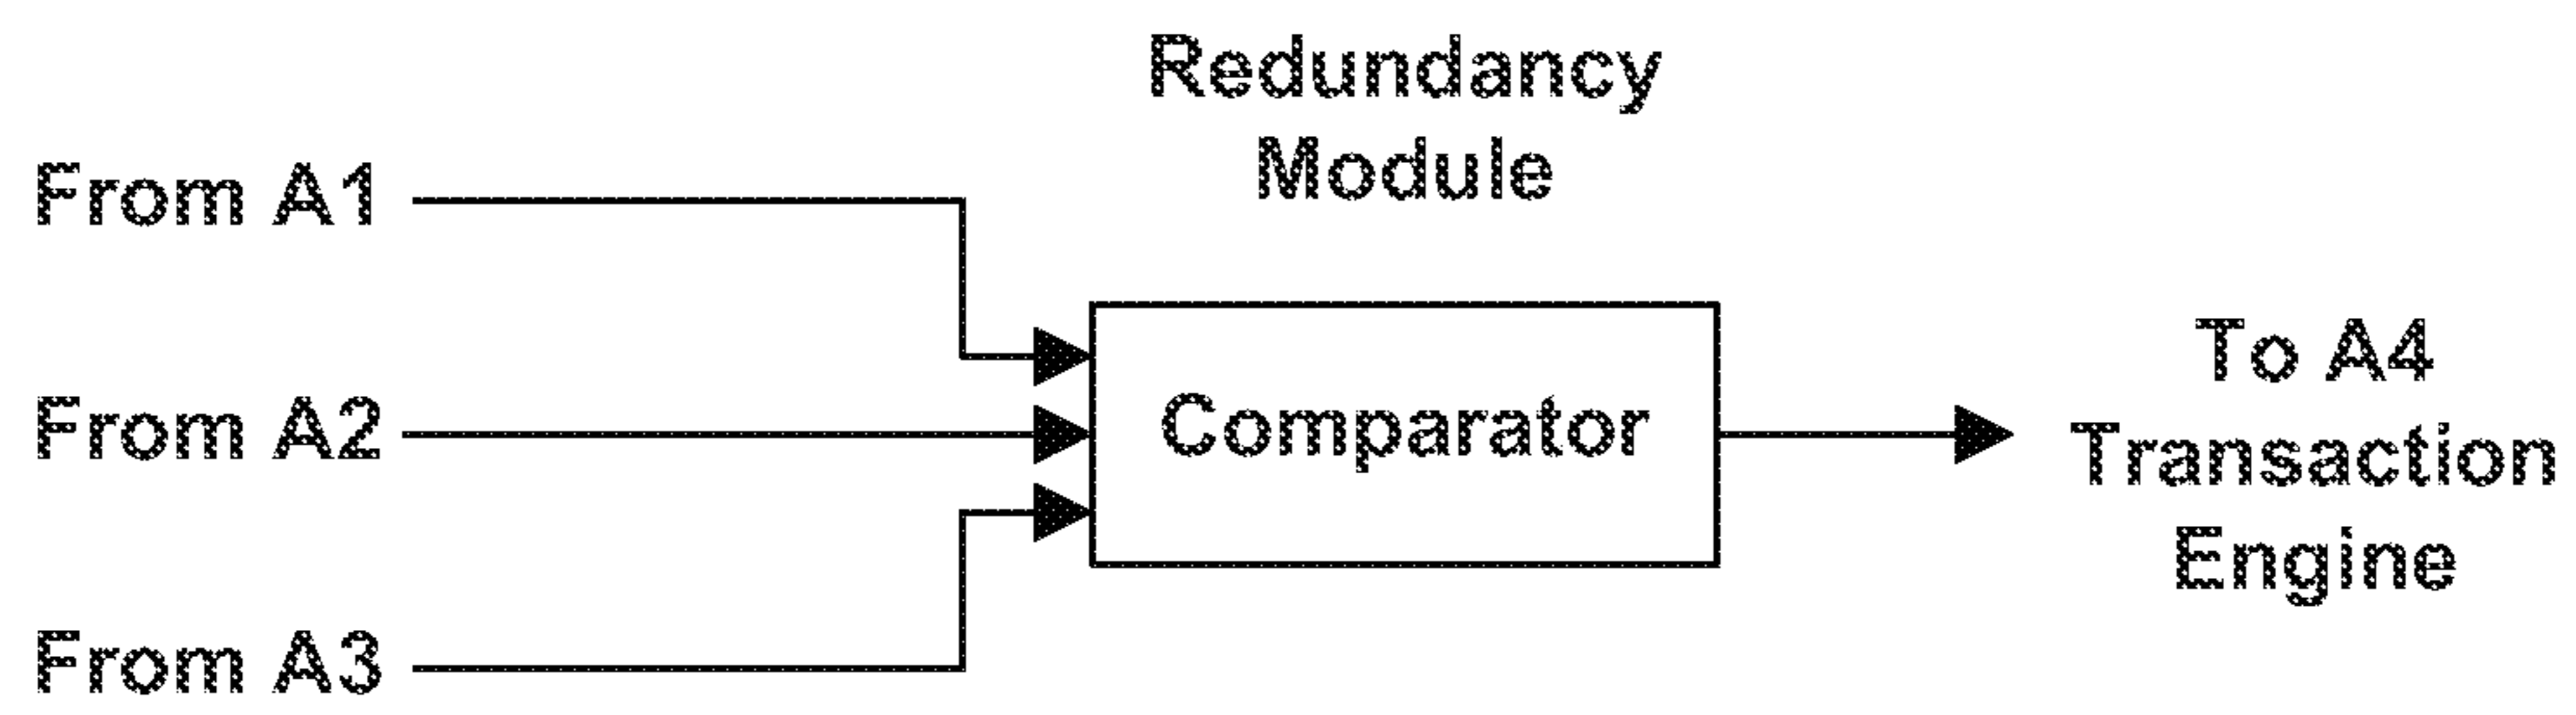 Redundancy
Module
From A1
From A2
From A3
Comparator
To A4
Transaction
Engine